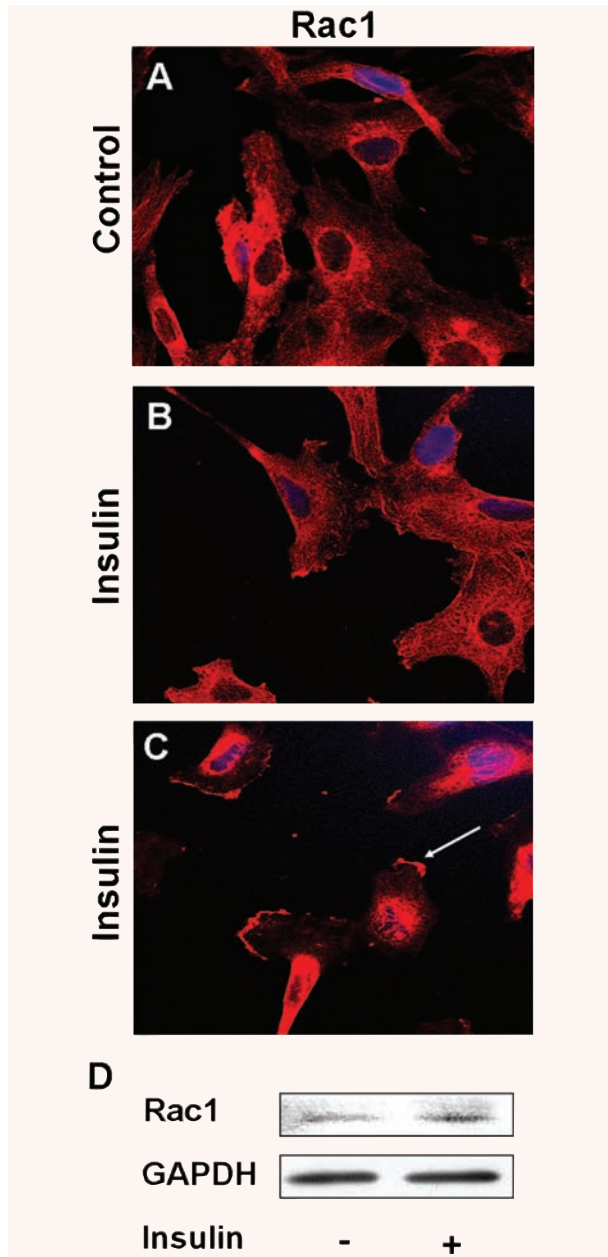 Rac1
A
Control
B
Insulin
C
Insulin
D
Rac1
GAPDH
Insulin - +